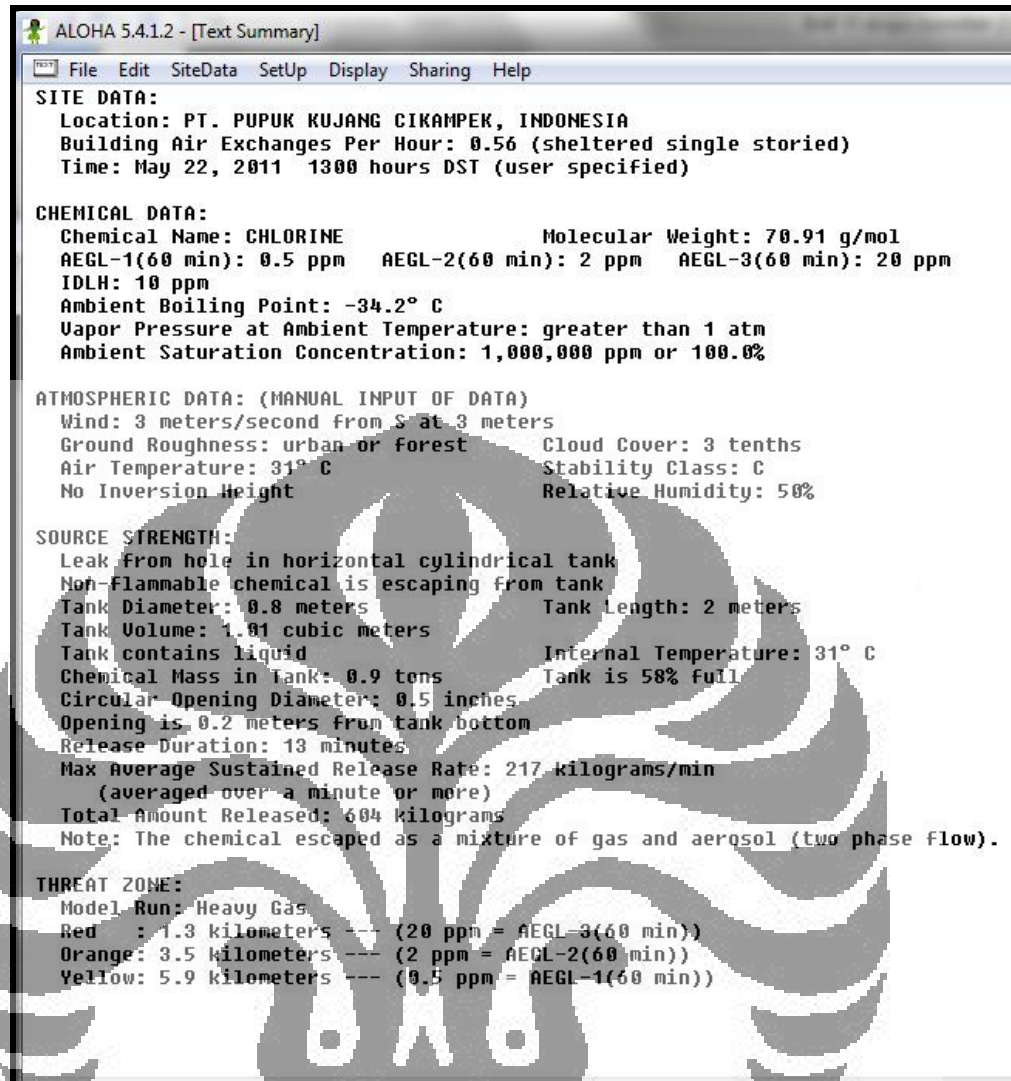 ALOHA 5.4.1.2 - [Text Summary]
File Edit SiteData SetUp Display Sharing Help
SITE DATA:
Location: PT. PUPUK KUJANG CIKAMPEK, INDONESIA
Building Air Exchanges Per Hour: 0.56 (sheltered single storied)
Time: May 22, 2011 1300 hours DST (user specified)
CHEMICAL DATA:
Chemical Name: CHLORINE Molecular Weight: 70.91 g/mol
AEGL-1(60 min): 0.5 ppm AEGL-2(60 min): 2 ppm AEGL-3(60 min): 20 ppm
IDLH: 10 ppm
Ambient Boiling Point: -34.2° C
Vapor Pressure at Ambient Temperature: greater than 1 atm
Ambient Saturation Concentration: 1,000,000 ppm or 100.0%
ATMOSPHERIC DATA: (MANUAL INPUT OF DATA)
Wind: 3 meters/second from S at 3 meters
Ground Roughness: urban or forest Cloud Cover: 3 tenths
Air Temperature: 31° C Stability Class: C
No Inversion Height Relative Humidity: 50%
SOURCE STRENGTH:
Leak from hole in horizontal cylindrical tank
Non-flammable chemical is escaping from tank
Tank Diameter: 0.8 meters Tank Length: 2 meters
Tank Volume: 1.01 cubic meters
Tank contains liquid Internal Temperature: 31° C
Chemical Mass in Tank: 0.9 tons Tank is 58% full
Circular Opening Diameter: 0.5 inches
Opening is 0.2 meters from tank bottom
Release Duration: 13 minutes
Max Average Sustained Release Rate: 217 kilograms/min
(averaged over a minute or more)
Total Amount Released: 604 kilograms
Note: The chemical escaped as a mixture of gas and aerosol (two phase flow).
THREAT ZONE:
Model Run: Heavy Gas
Red : 1.3 kilometers --- (20 ppm = AEGL-3(60 min))
Orange: 3.5 kilometers --- (2 ppm = AEGL-2(60 min))
Yellow: 5.9 kilometers --- (0.5 ppm = AEGL-1(60 min))